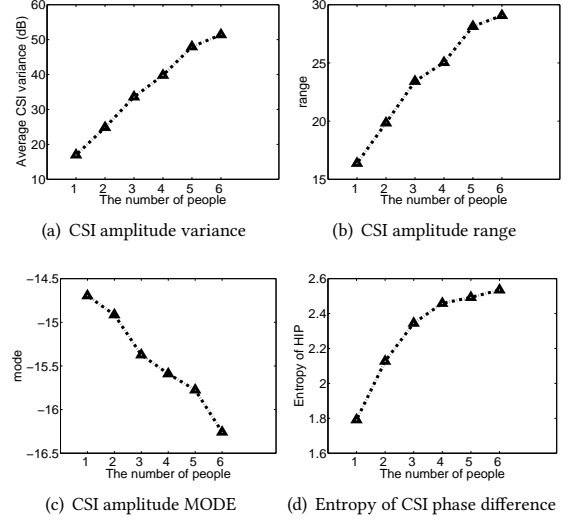 60
50
40
30
20
10
Average CSI variance (dB)
1 2 3 4 5 6
The number of people
(a) CSI amplitude variance
30
25
20
15
range
1 2 3 4 5 6
The number of people
(b) CSI amplitude range
−14.5
−15
−15.5
−16
−16.5
mode
1 2 3 4 5 6
The number of people
(c) CSI amplitude MODE
2.6
2.4
2.2
2
1.8
1.6
Entropy of HIP
1 2 3 4 5 6
The number of people
(d) Entropy of CSI phase difference